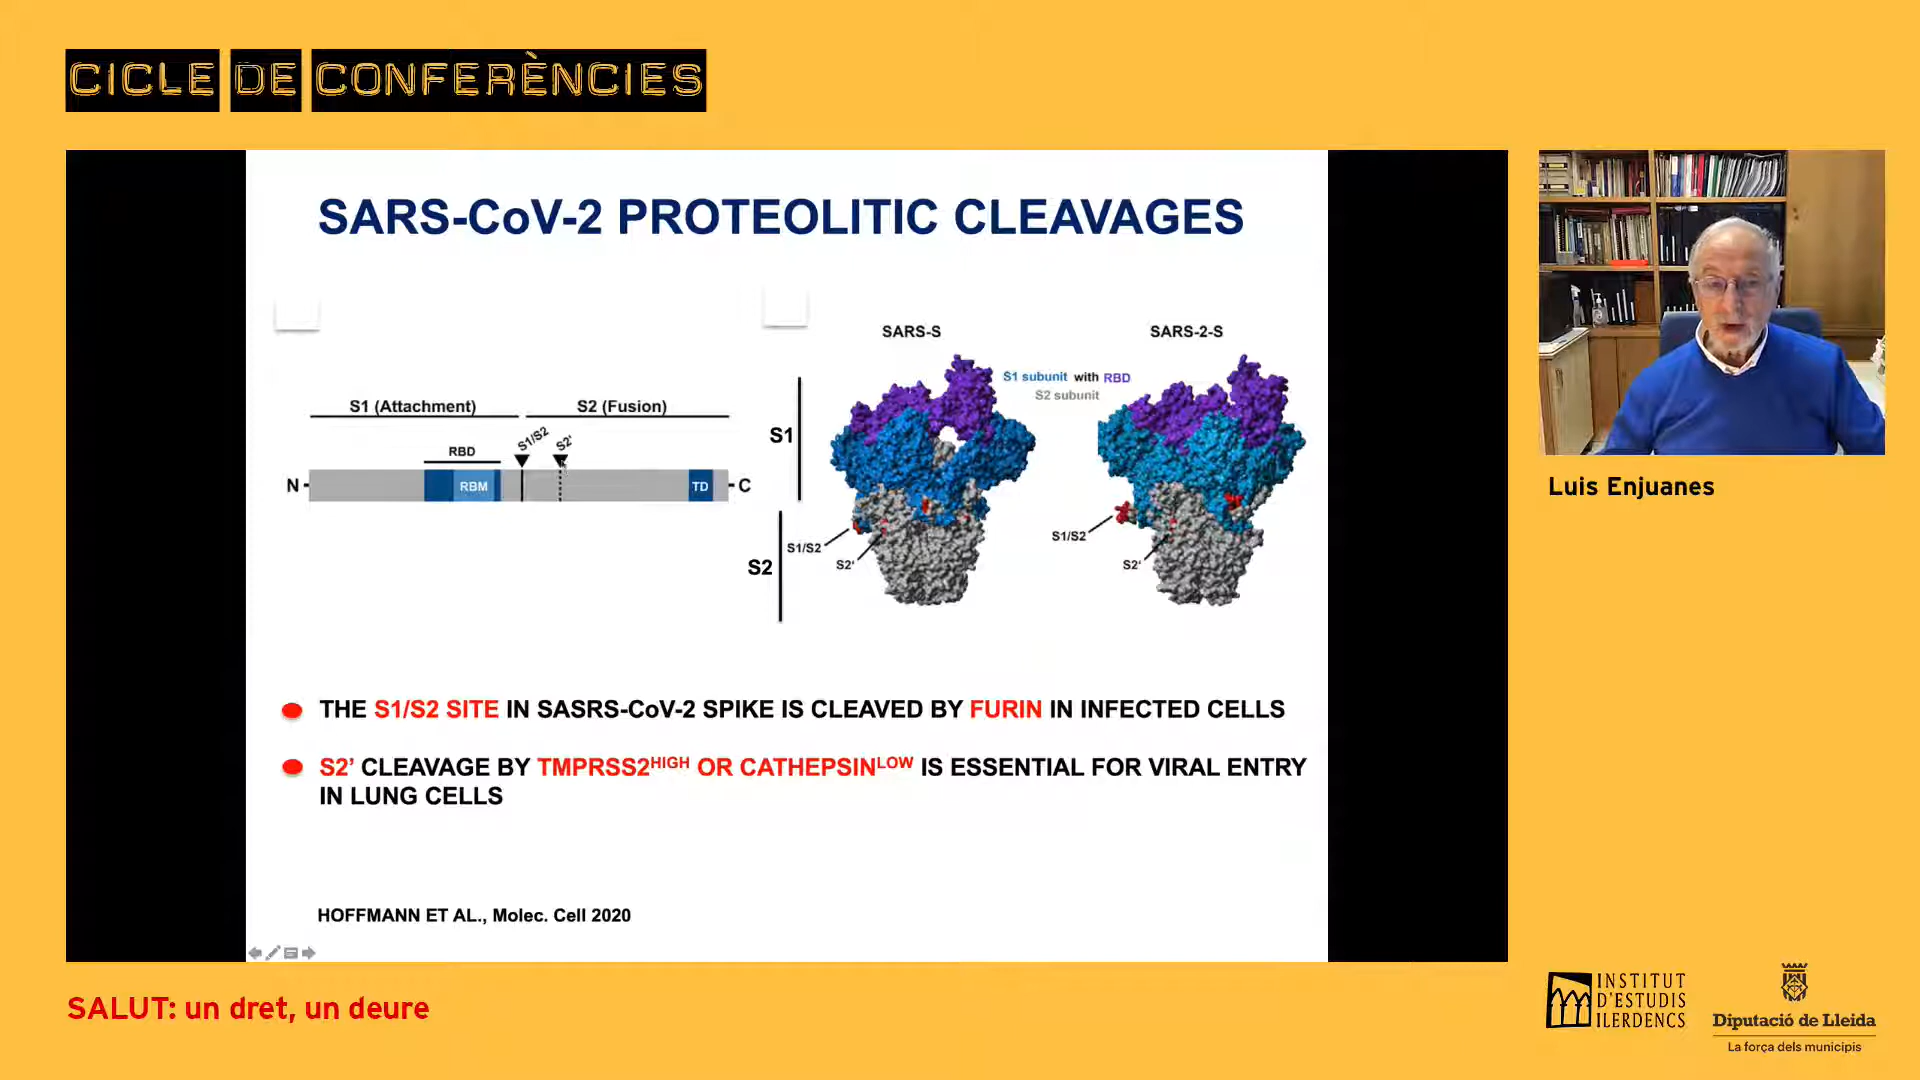 CICLE DE CONFERÈNCIES
SARS-CoV-2 PROTEOLITIC CLEAVAGES
S1 (Attachment)
S2 (Fusion)
S1/S2
S2'
RBD
N
RBM
TD
C
SARS-S
SARS-2-S
S1 subunit with RBD
S2 subunit
S1
S2
S1/S2
S2'
S1/S2
S2'
THE S1/S2 SITE IN SASRS-CoV-2 SPIKE IS CLEAVED BY FURIN IN INFECTED CELLS
S2' CLEAVAGE BY TMPRSS2HIGH OR CATHEPSINLOW IS ESSENTIAL FOR VIRAL ENTRY
IN LUNG CELLS
HOFFMANN ET AL., Molec. Cell 2020
Luis Enjuanes
SALUT: un dret, un deure
INSTITUT
D'ESTUDIS
ILERDENCS
Diputació de Lleida
La força dels municipis